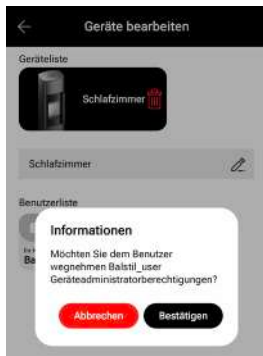 Geräte bearbeiten
Geräteliste
Schlafzimmer
Schlafzimmer
Benutzerliste
Informationen
Möchten Sie dem Benutzer
wegnehmen Balstil_user
Geräteadministratorberechtigungen?
Abbrechen
Bestätigen